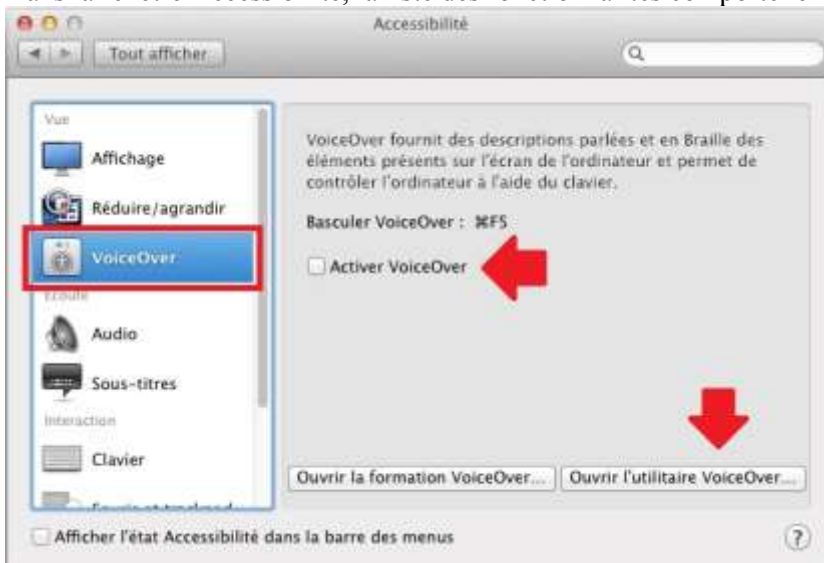 Accessibilité
Tout afficher
Vue
Affichage
Réduire/agrandir
VoiceOver
Ecoute
Audio
Sous-titres
Interaction
Clavier
VoiceOver fournit des descriptions parlées et en Braille des
éléments présents sur l'écran de l'ordinateur et permet de
contrôler l'ordinateur à l'aide du clavier.
Basculer VoiceOver : ⌘F5
Activer VoiceOver
Ouvrir la formation VoiceOver...
Ouvrir l'utilitaire VoiceOver...
Afficher l'état Accessibilité dans la barre des menus
?